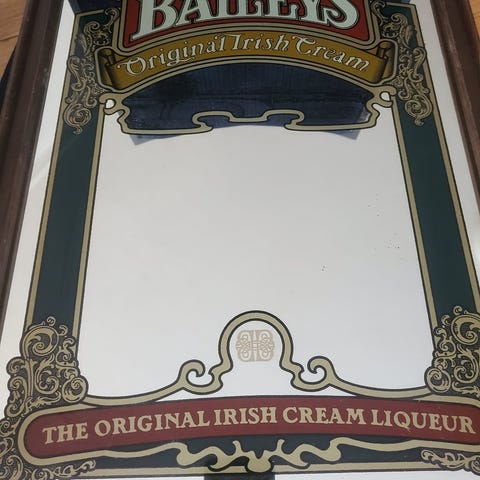 BAILEYS
Original Irish Cream
THE ORIGINAL IRISH CREAM LIQUEUR